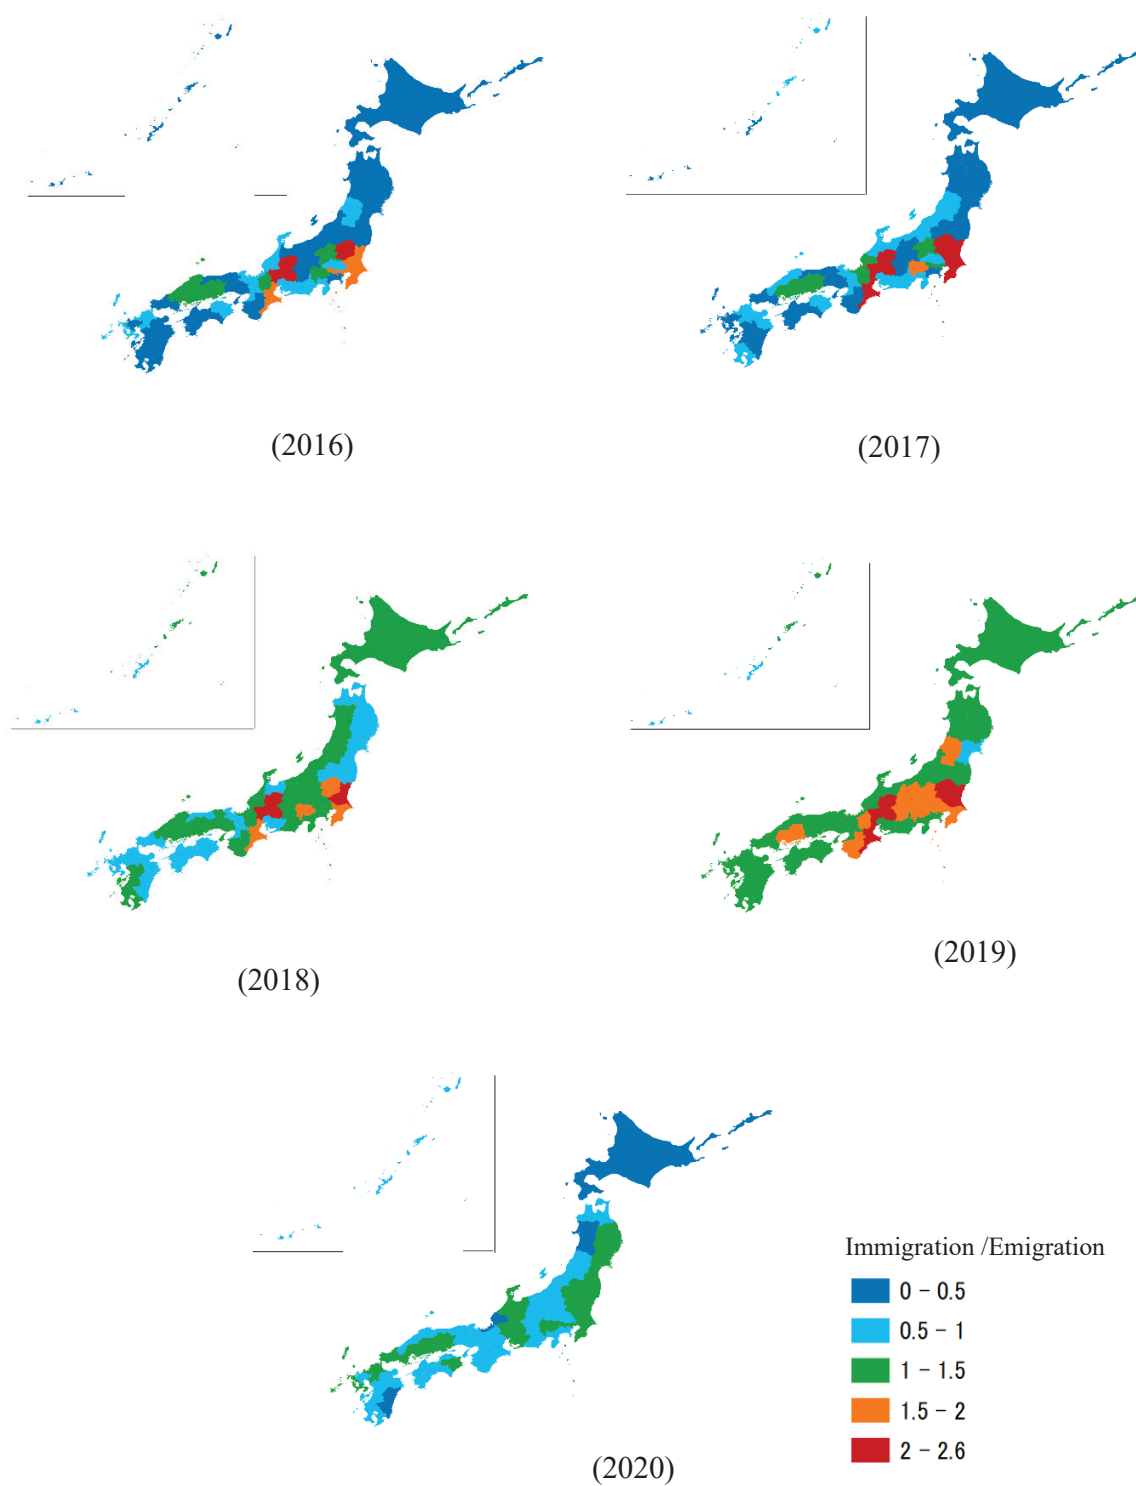 (2016)
(2017)
(2018)
(2019)
(2020)
Immigration /Emigration
0 – 0.5
0.5 – 1
1 – 1.5
1.5 – 2
2 – 2.6